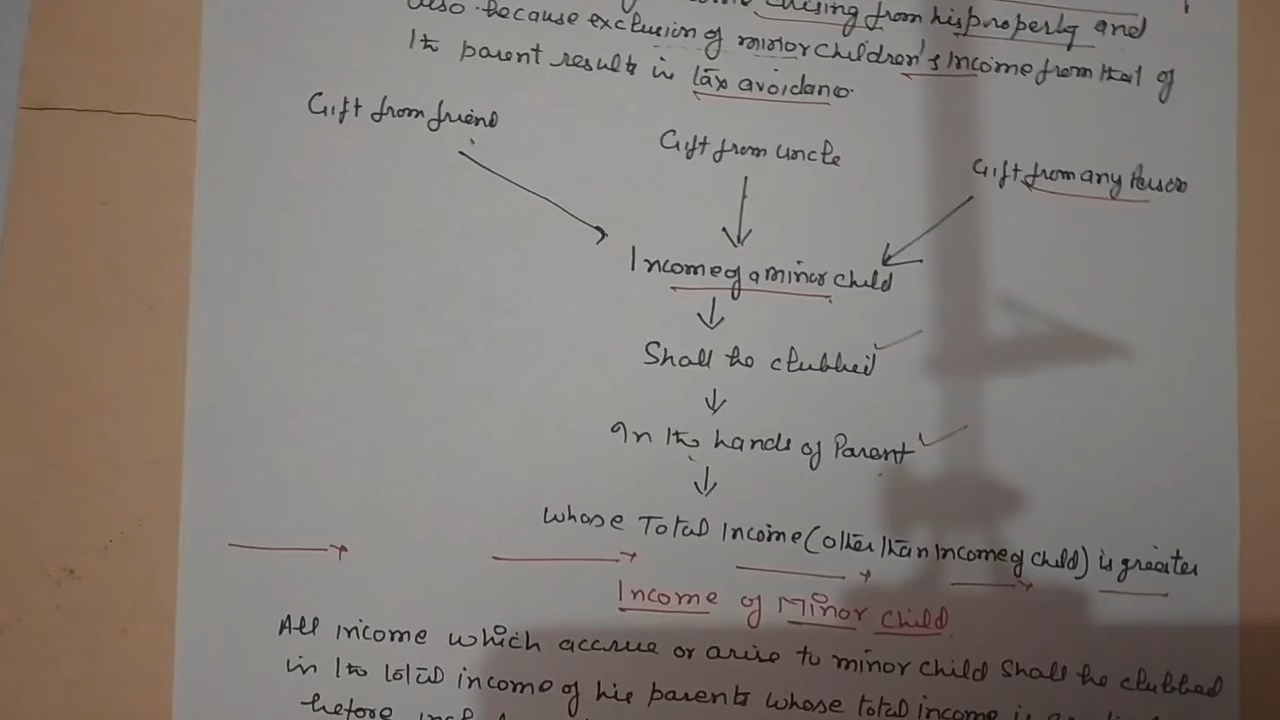 arising from his property and
also because exclusion of minor children's Income from that of
the parent results in tax avoidance.
Gift from friend
Gift from uncle
Gift from any Person
Income of a minor child
Shall be clubbed
In the hands of Parent
whose Total Income (other than Income of child) is greater
Income of Minor child
All income which accrue or arise to minor child Shall be clubbed
in the total income of his parents whose total income is
before